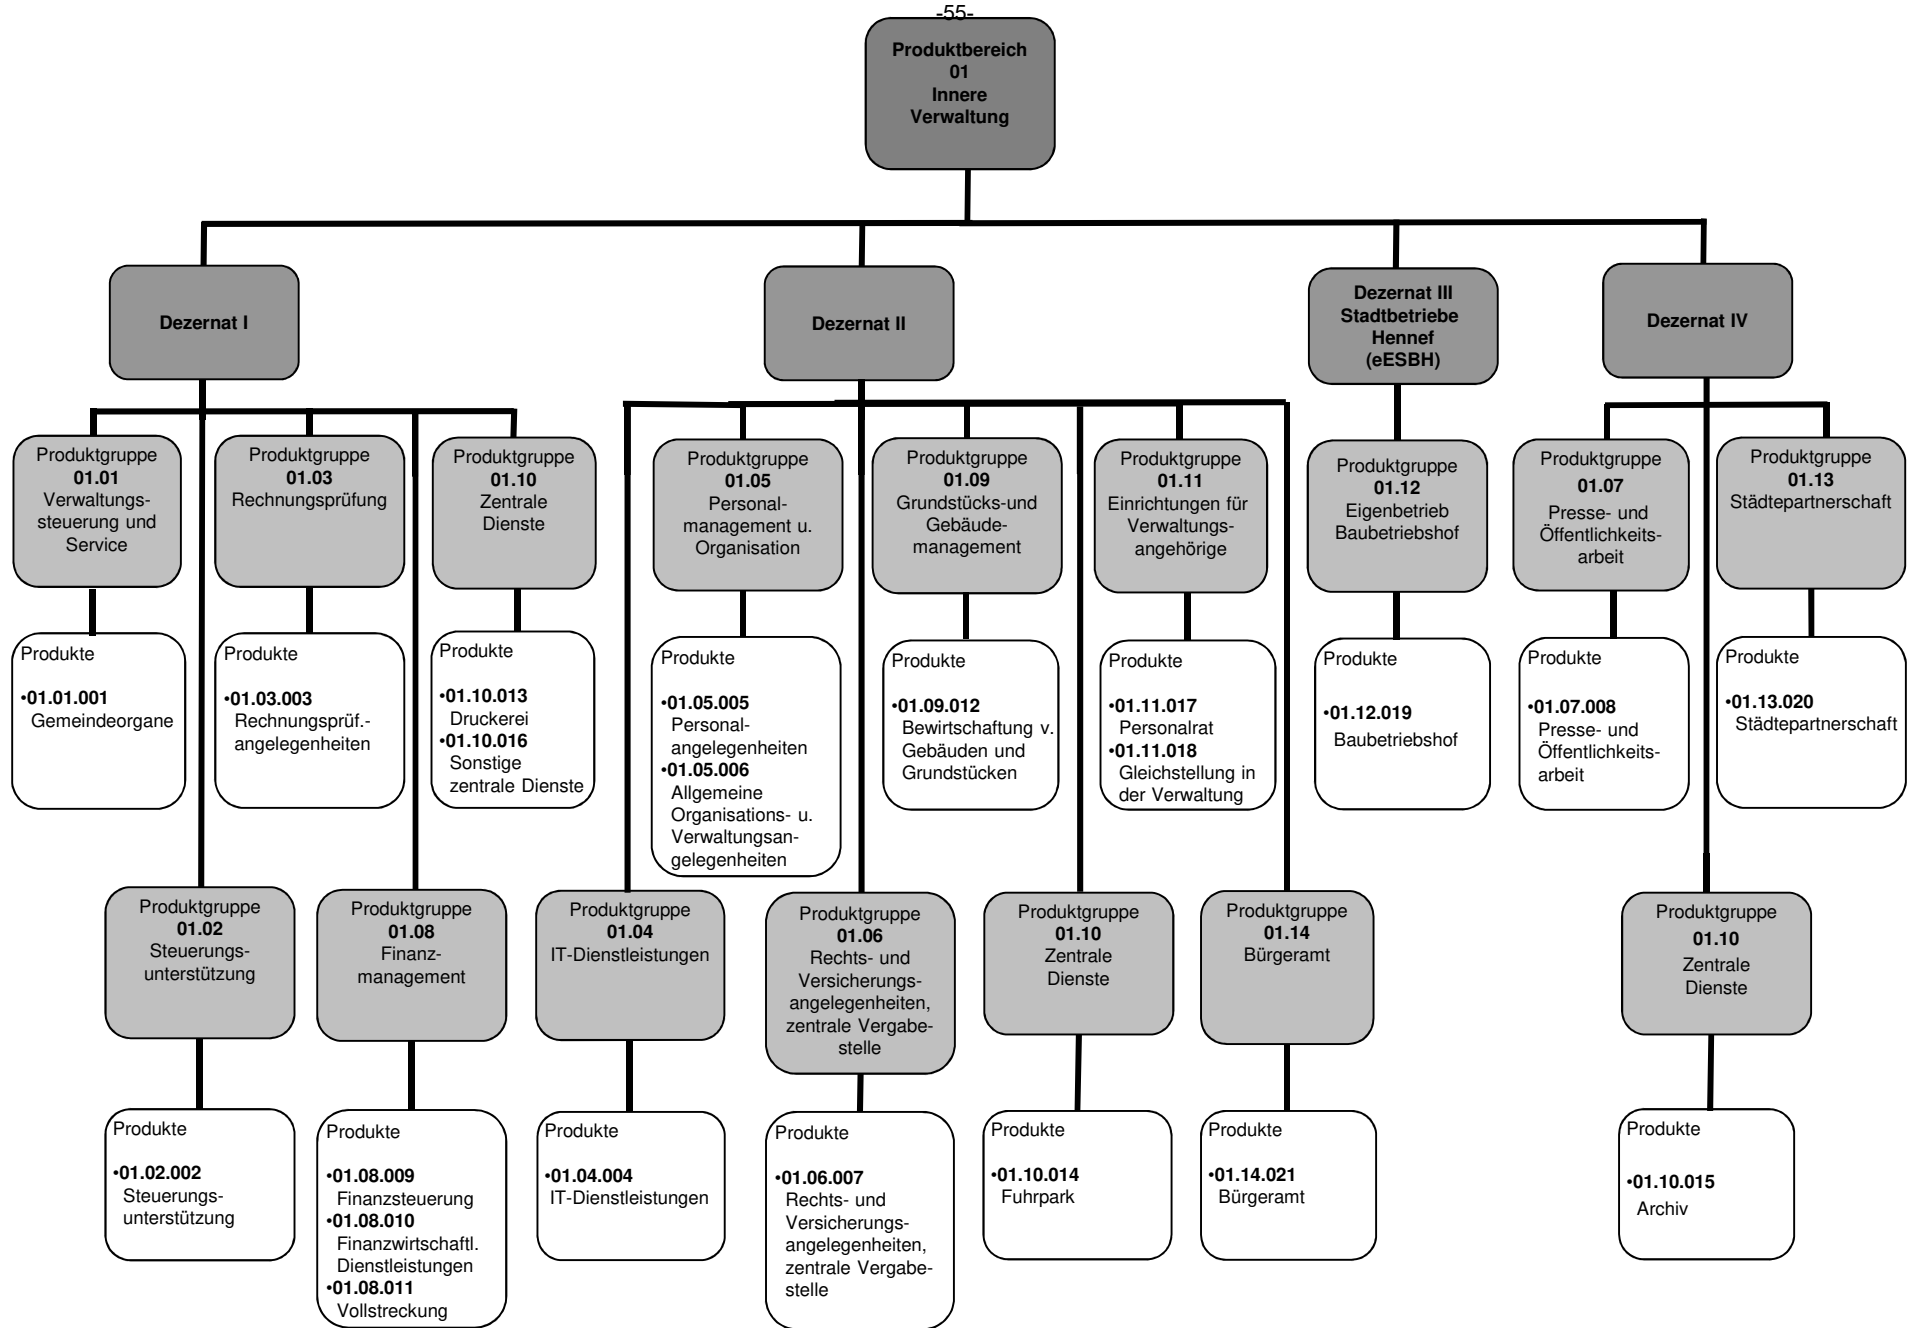 -55-
Produktbereich
01
Innere
Verwaltung
Dezernat I
Dezernat II
Dezernat III
Stadtbetriebe
Hennef
(eESBH)
Dezernat IV
Produktgruppe
01.01
Verwaltungs-
steuerung und
Service
Produktgruppe
01.03
Rechnungsprüfung
Produktgruppe
01.10
Zentrale
Dienste
Produktgruppe
01.05
Personal-
management u.
Organisation
Produktgruppe
01.09
Grundstücks-und
Gebäude-
management
Produktgruppe
01.11
Einrichtungen für
Verwaltungs-
angehörige
Produktgruppe
01.12
Eigenbetrieb
Baubetriebshof
Produktgruppe
01.07
Presse- und
Öffentlichkeits-
arbeit
Produktgruppe
01.13
Städtepartnerschaft
Produkte
•01.01.001
Gemeindeorgane
Produkte
•01.03.003
Rechnungsprüf.-
angelegenheiten
Produkte
•01.10.013
Druckerei
•01.10.016
Sonstige
zentrale Dienste
Produkte
•01.05.005
Personal-
angelegenheiten
•01.05.006
Allgemeine
Organisations- u.
Verwaltungsan-
gelegenheiten
Produkte
•01.09.012
Bewirtschaftung v.
Gebäuden und
Grundstücken
Produkte
•01.11.017
Personalrat
•01.11.018
Gleichstellung in
der Verwaltung
Produkte
•01.12.019
Baubetriebshof
Produkte
•01.07.008
Presse- und
Öffentlichkeits-
arbeit
Produkte
•01.13.020
Städtepartnerschaft
Produktgruppe
01.02
Steuerungs-
unterstützung
Produktgruppe
01.08
Finanz-
management
Produktgruppe
01.04
IT-Dienstleistungen
Produktgruppe
01.06
Rechts- und
Versicherungs-
angelegenheiten,
zentrale Vergabe-
stelle
Produktgruppe
01.10
Zentrale
Dienste
Produktgruppe
01.14
Bürgeramt
Produktgruppe
01.10
Zentrale
Dienste
Produkte
•01.02.002
Steuerungs-
unterstützung
Produkte
•01.08.009
Finanzsteuerung
•01.08.010
Finanzwirtschaftl.
Dienstleistungen
•01.08.011
Vollstreckung
Produkte
•01.04.004
IT-Dienstleistungen
Produkte
•01.06.007
Rechts- und
Versicherungs-
angelegenheiten,
zentrale Vergabe-
stelle
Produkte
•01.10.014
Fuhrpark
Produkte
•01.14.021
Bürgeramt
Produkte
•01.10.015
Archiv